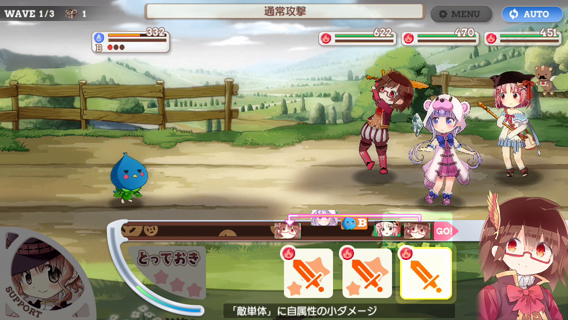 WAVE 1/3 1
通常攻撃
MENU
AUTO
332
B
622
470
451
B
GO!
とっておき
SUPPORT
「敵単体」に自属性の小ダメージ